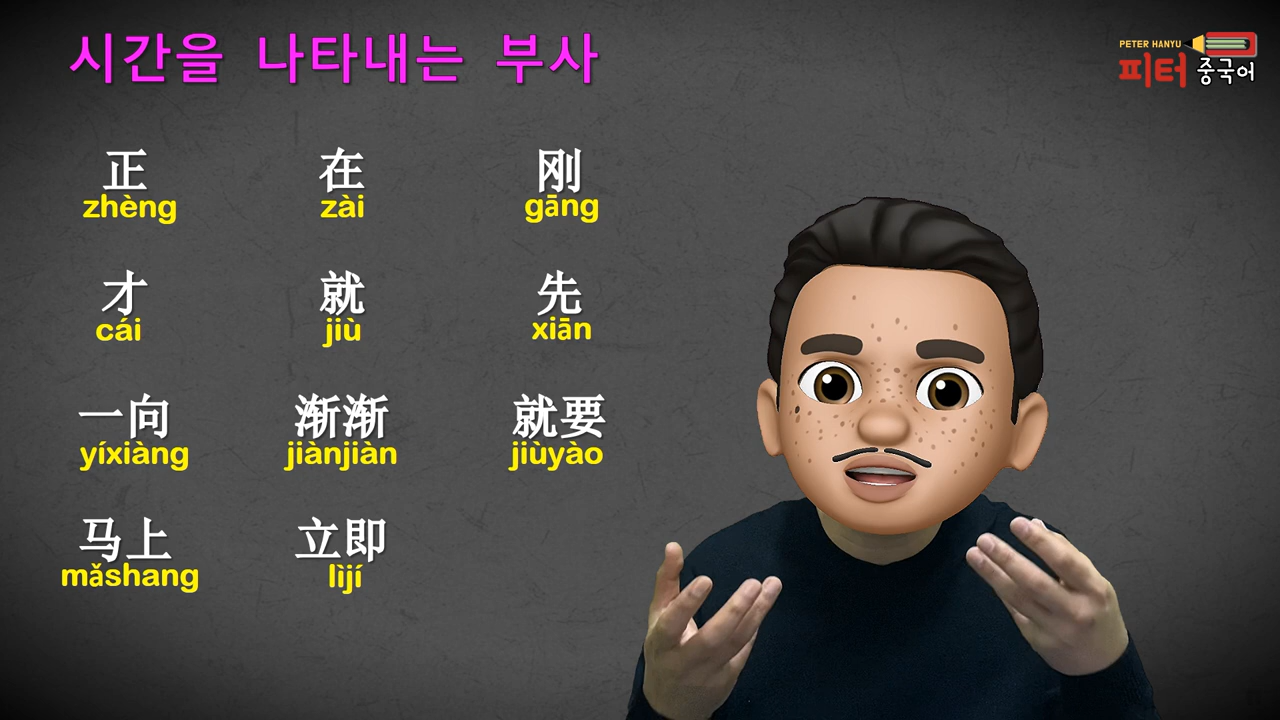 시간을 나타내는 부사
PETER HANYU
피터 중국어
正 在 刚
zhèng zài gāng
才 就 先
cái jiù xiān
一向 渐渐 就要
yíxiàng jiànjiàn jiùyào
马上 立即
mǎshang lìjí